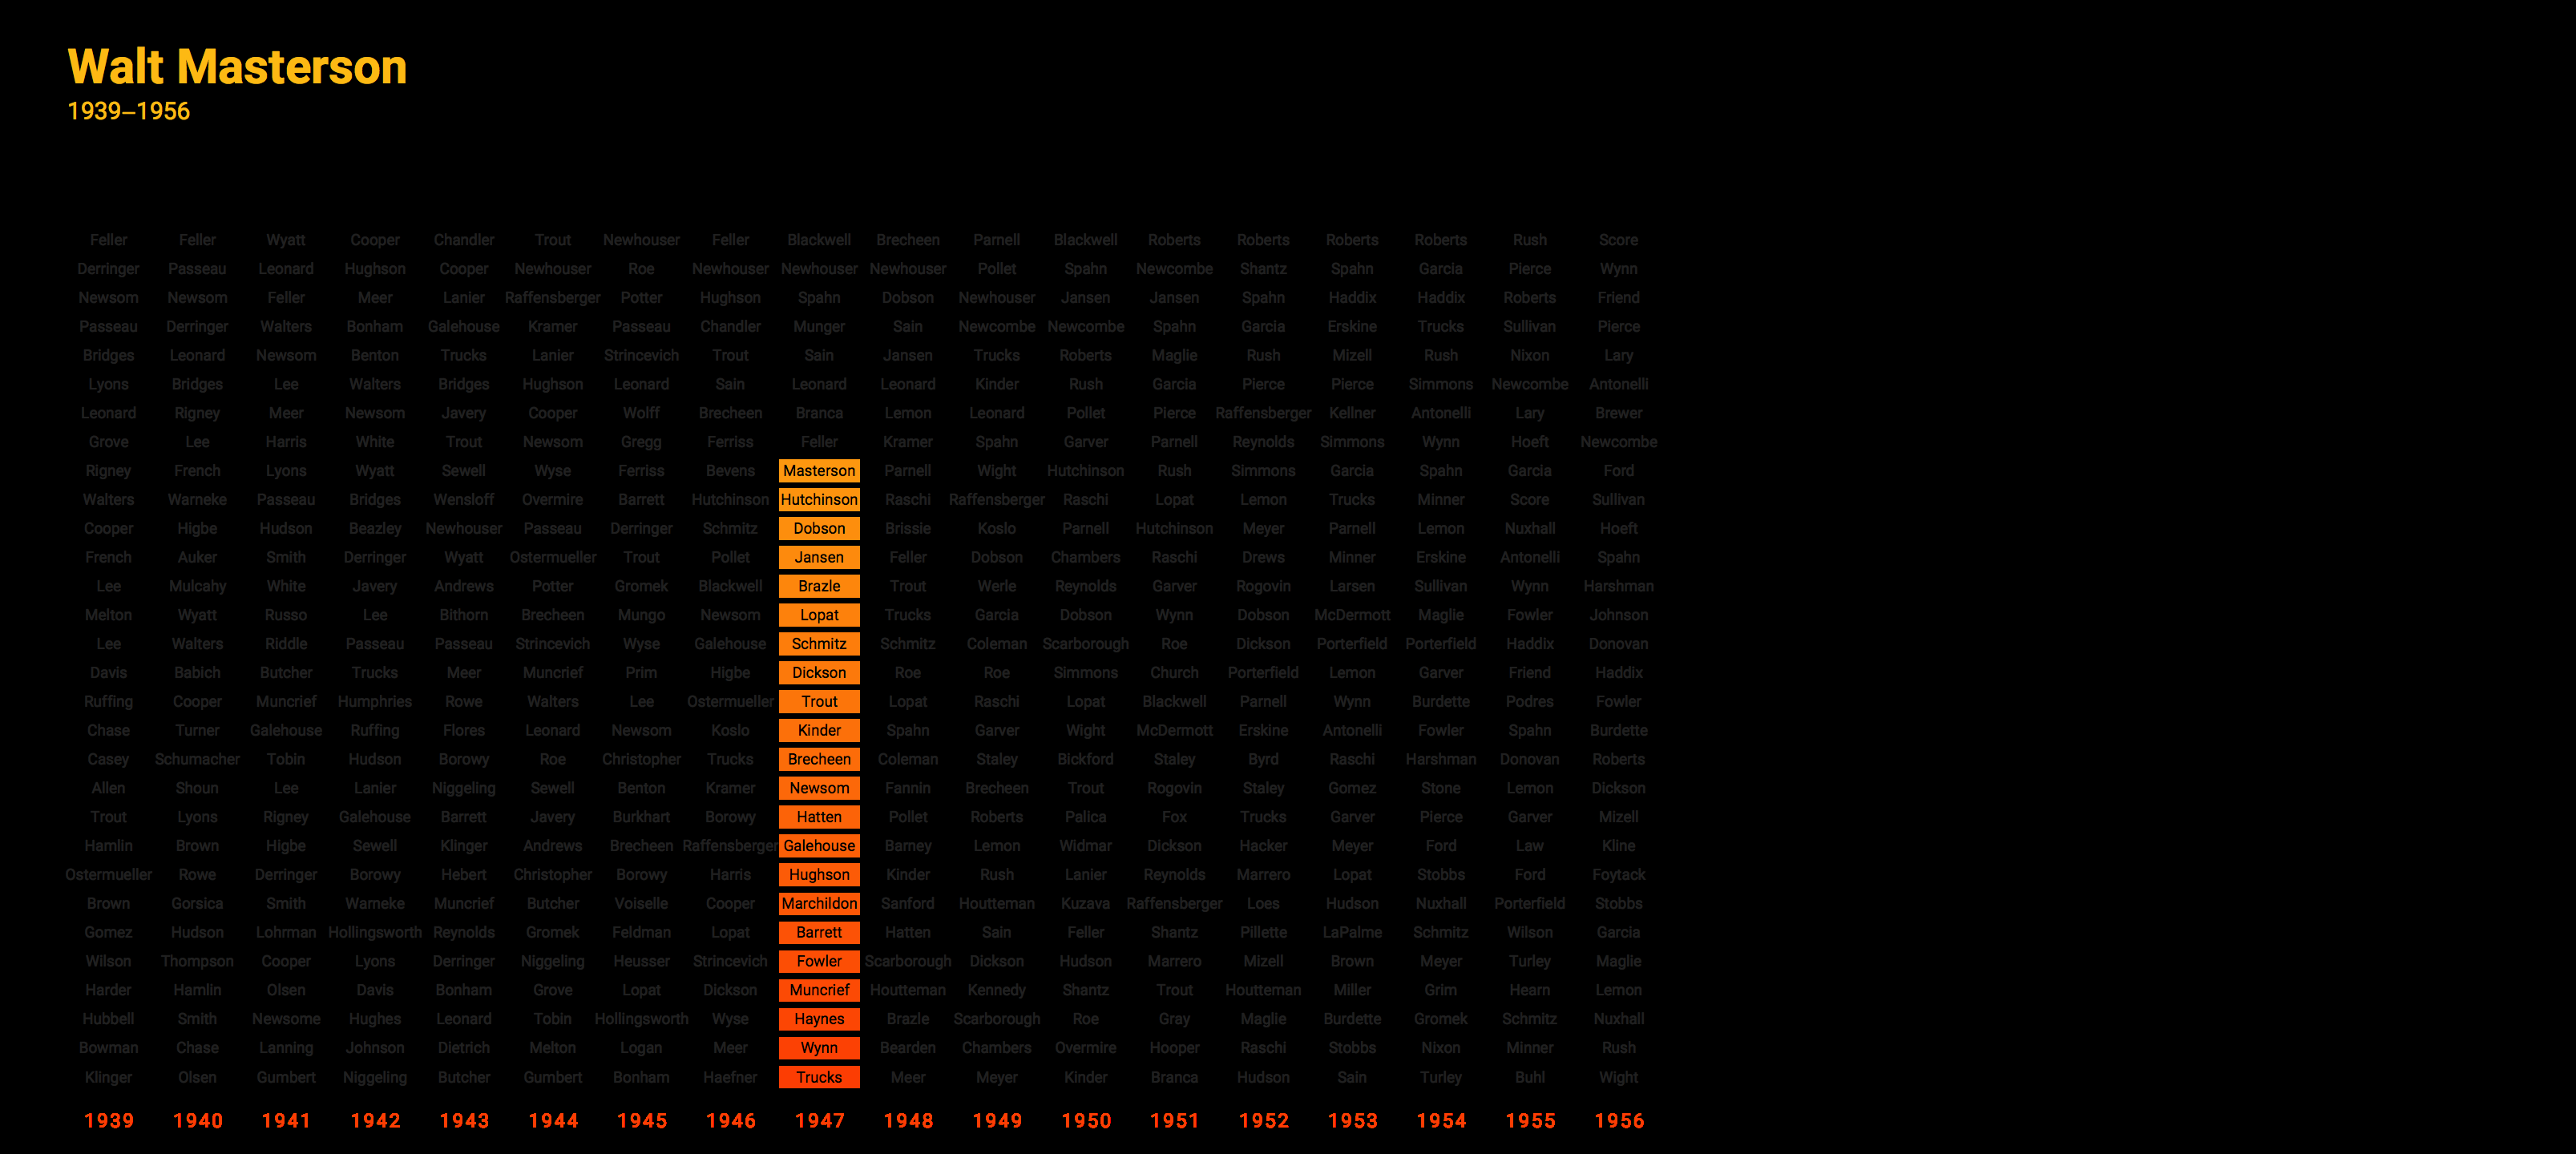 Walt Masterson
1939–1956
Feller Feller Wyatt Cooper Chandler Trout Newhouser Feller Blackwell Brecheen Parnell Blackwell Roberts Roberts Roberts Roberts Rush Score
Derringer Passeau Leonard Hughson Cooper Newhouser Roe Newhouser Newhouser Newhouser Pollet Spahn Newcombe Shantz Spahn Garcia Pierce Wynn
Newsom Newsom Feller Meer Lanier Raffensberger Potter Hughson Spahn Dobson Newhouser Jansen Jansen Spahn Haddix Haddix Roberts Friend
Passeau Derringer Walters Bonham Galehouse Kramer Passeau Chandler Munger Sain Newcombe Newcombe Spahn Garcia Erskine Trucks Sullivan Pierce
Bridges Leonard Newsom Benton Trucks Lanier Strincevich Trout Sain Jansen Trucks Roberts Maglie Rush Mizell Rush Nixon Lary
Lyons Bridges Lee Walters Bridges Hughson Leonard Sain Leonard Leonard Kinder Rush Garcia Pierce Pierce Simmons Newcombe Antonelli
Leonard Rigney Meer Newsom Javery Cooper Wolff Brecheen Branca Lemon Leonard Pollet Pierce Raffensberger Kellner Antonelli Lary Brewer
Grove Lee Harris White Trout Newsom Gregg Ferriss Feller Kramer Spahn Garver Parnell Reynolds Simmons Wynn Hoeft Newcombe
Rigney French Lyons Wyatt Sewell Wyse Ferriss Bevens Masterson Parnell Wight Hutchinson Rush Simmons Garcia Spahn Garcia Ford
Walters Warneke Passeau Bridges Wensloff Overmire Barrett Hutchinson Hutchinson Raschi Raffensberger Raschi Lopat Lemon Trucks Minner Score Sullivan
Cooper Higbe Hudson Beazley Newhouser Passeau Derringer Schmitz Dobson Brissie Koslo Parnell Hutchinson Meyer Parnell Lemon Nuxhall Hoeft
French Auker Smith Derringer Wyatt Ostermueller Trout Pollet Jansen Feller Dobson Chambers Raschi Drews Minner Erskine Antonelli Spahn
Lee Mulcahy White Javery Andrews Potter Gromek Blackwell Brazle Trout Werle Reynolds Garver Rogovin Larsen Sullivan Wynn Harshman
Melton Wyatt Russo Lee Bithorn Brecheen Mungo Newsom Lopat Trucks Garcia Dobson Wynn Dobson McDermott Maglie Fowler Johnson
Lee Walters Riddle Passeau Passeau Strincevich Wyse Galehouse Schmitz Schmitz Coleman Scarborough Roe Dickson Porterfield Porterfield Haddix Donovan
Davis Babich Butcher Trucks Meer Muncrief Prim Higbe Dickson Roe Roe Simmons Church Porterfield Lemon Garver Friend Haddix
Ruffing Cooper Muncrief Humphries Rowe Walters Lee Ostermueller Trout Lopat Raschi Lopat Blackwell Parnell Wynn Burdette Podres Fowler
Chase Turner Galehouse Ruffing Flores Leonard Newsom Koslo Kinder Spahn Garver Wight McDermott Erskine Antonelli Fowler Spahn Burdette
Casey Schumacher Tobin Hudson Borowy Roe Christopher Trucks Brecheen Coleman Staley Bickford Staley Byrd Raschi Harshman Donovan Roberts
Allen Shoun Lee Lanier Niggeling Sewell Benton Kramer Newsom Fannin Brecheen Trout Rogovin Staley Gomez Stone Lemon Dickson
Trout Lyons Rigney Galehouse Barrett Javery Burkhart Borowy Hatten Pollet Roberts Palica Fox Trucks Garver Pierce Garver Mizell
Hamlin Brown Higbe Sewell Klinger Andrews Brecheen Raffensberger Galehouse Barney Lemon Widmar Dickson Hacker Meyer Ford Law Kline
Ostermueller Rowe Derringer Borowy Hebert Christopher Borowy Harris Hughson Kinder Rush Lanier Reynolds Marrero Lopat Stobbs Ford Foytack
Brown Gorsica Smith Warneke Muncrief Butcher Voiselle Cooper Marchildon Sanford Houtteman Kuzava Raffensberger Loes Hudson Nuxhall Porterfield Stobbs
Gomez Hudson Lohrman Hollingsworth Reynolds Gromek Feldman Lopat Barrett Hatten Sain Feller Shantz Pillette LaPalme Schmitz Wilson Garcia
Wilson Thompson Cooper Lyons Derringer Niggeling Heusser Strincevich Fowler Scarborough Dickson Hudson Marrero Mizell Brown Meyer Turley Maglie
Harder Hamlin Olsen Davis Bonham Grove Lopat Dickson Muncrief Houtteman Kennedy Shantz Trout Houtteman Miller Grim Hearn Lemon
Hubbell Smith Newsome Hughes Leonard Tobin Hollingsworth Wyse Haynes Brazle Scarborough Roe Gray Maglie Burdette Gromek Schmitz Nuxhall
Bowman Chase Lanning Johnson Dietrich Melton Logan Meer Wynn Bearden Chambers Overmire Hooper Raschi Stobbs Nixon Minner Rush
Klinger Olsen Gumbert Niggeling Butcher Gumbert Bonham Haefner Trucks Meer Meyer Kinder Branca Hudson Sain Turley Buhl Wight
1939 1940 1941 1942 1943 1944 1945 1946 1947 1948 1949 1950 1951 1952 1953 1954 1955 1956